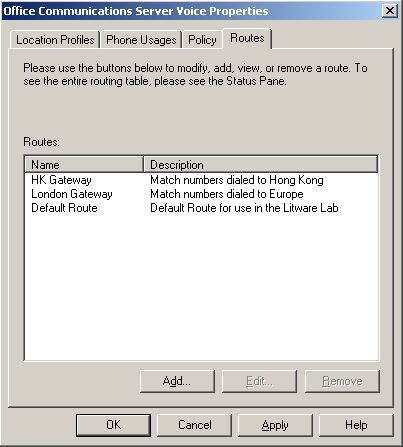 Office Communications Server Voice Properties
Location Profiles Phone Usages Policy Routes
Please use the buttons below to modify, add, view, or remove a route. To
see the entire routing table, please see the Status Pane.
Routes:
Name Description
HK Gateway Match numbers dialed to Hong Kong
London Gateway Match numbers dialed to Europe
Default Route Default Route for use in the Litware Lab
Add... Edit... Remove
OK Cancel Apply Help